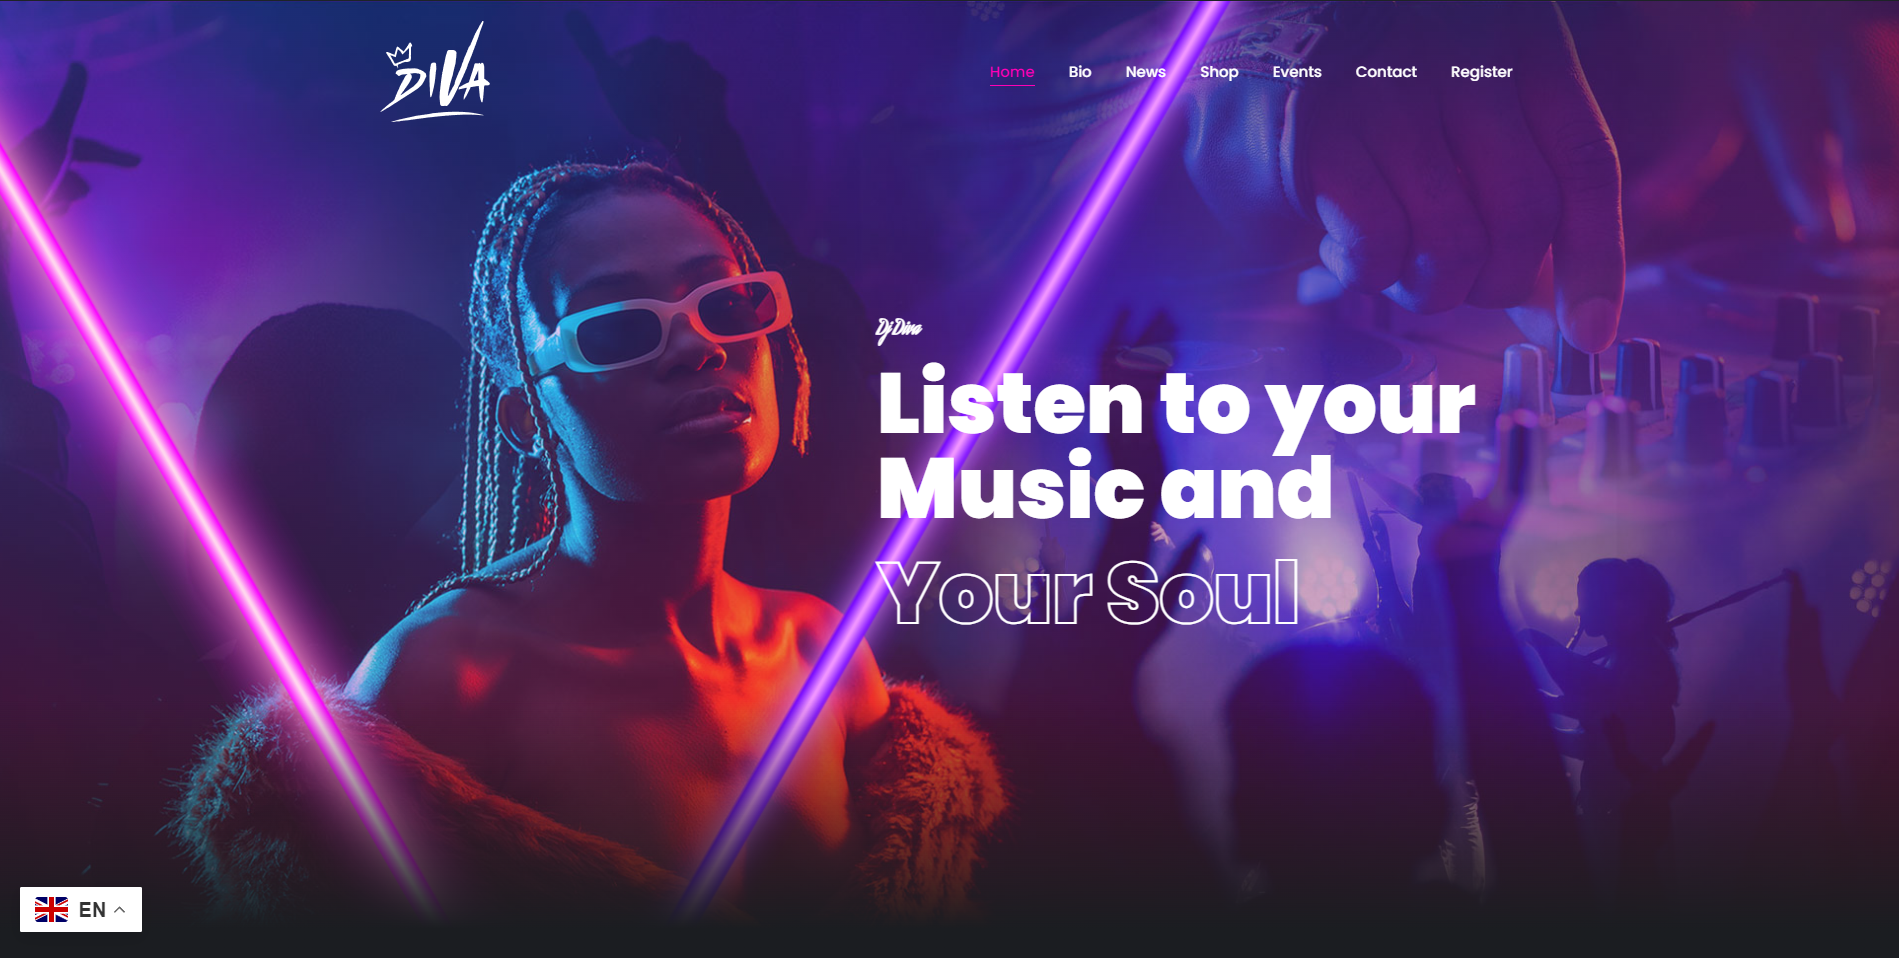 DIVA
Home Bio News Shop Events Contact Register
Dj Diva
Listen to your
Music and
Your Soul
EN